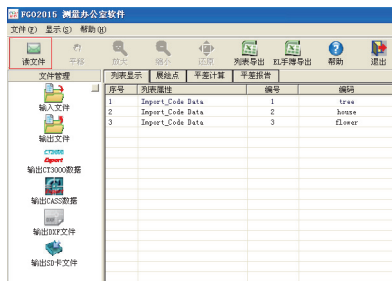 FGO2015 测量办公室软件
文件(F) 显示(S) 帮助(H)
读文件 平移 放大 缩小 还原 列表导出 EL手簿导出 帮助 退出
文件管理 列表显示 展绘点 平差计算 平差报告
序号 列表属性 编号 编码
1 Import_Code Data 1 tree
2 Import_Code Data 2 house
3 Import_Code Data 3 flower
输入文件
输出文件
CT3000
Export
输出CT3000数据
输出CASS数据
输出DXF文件
输出SD卡文件